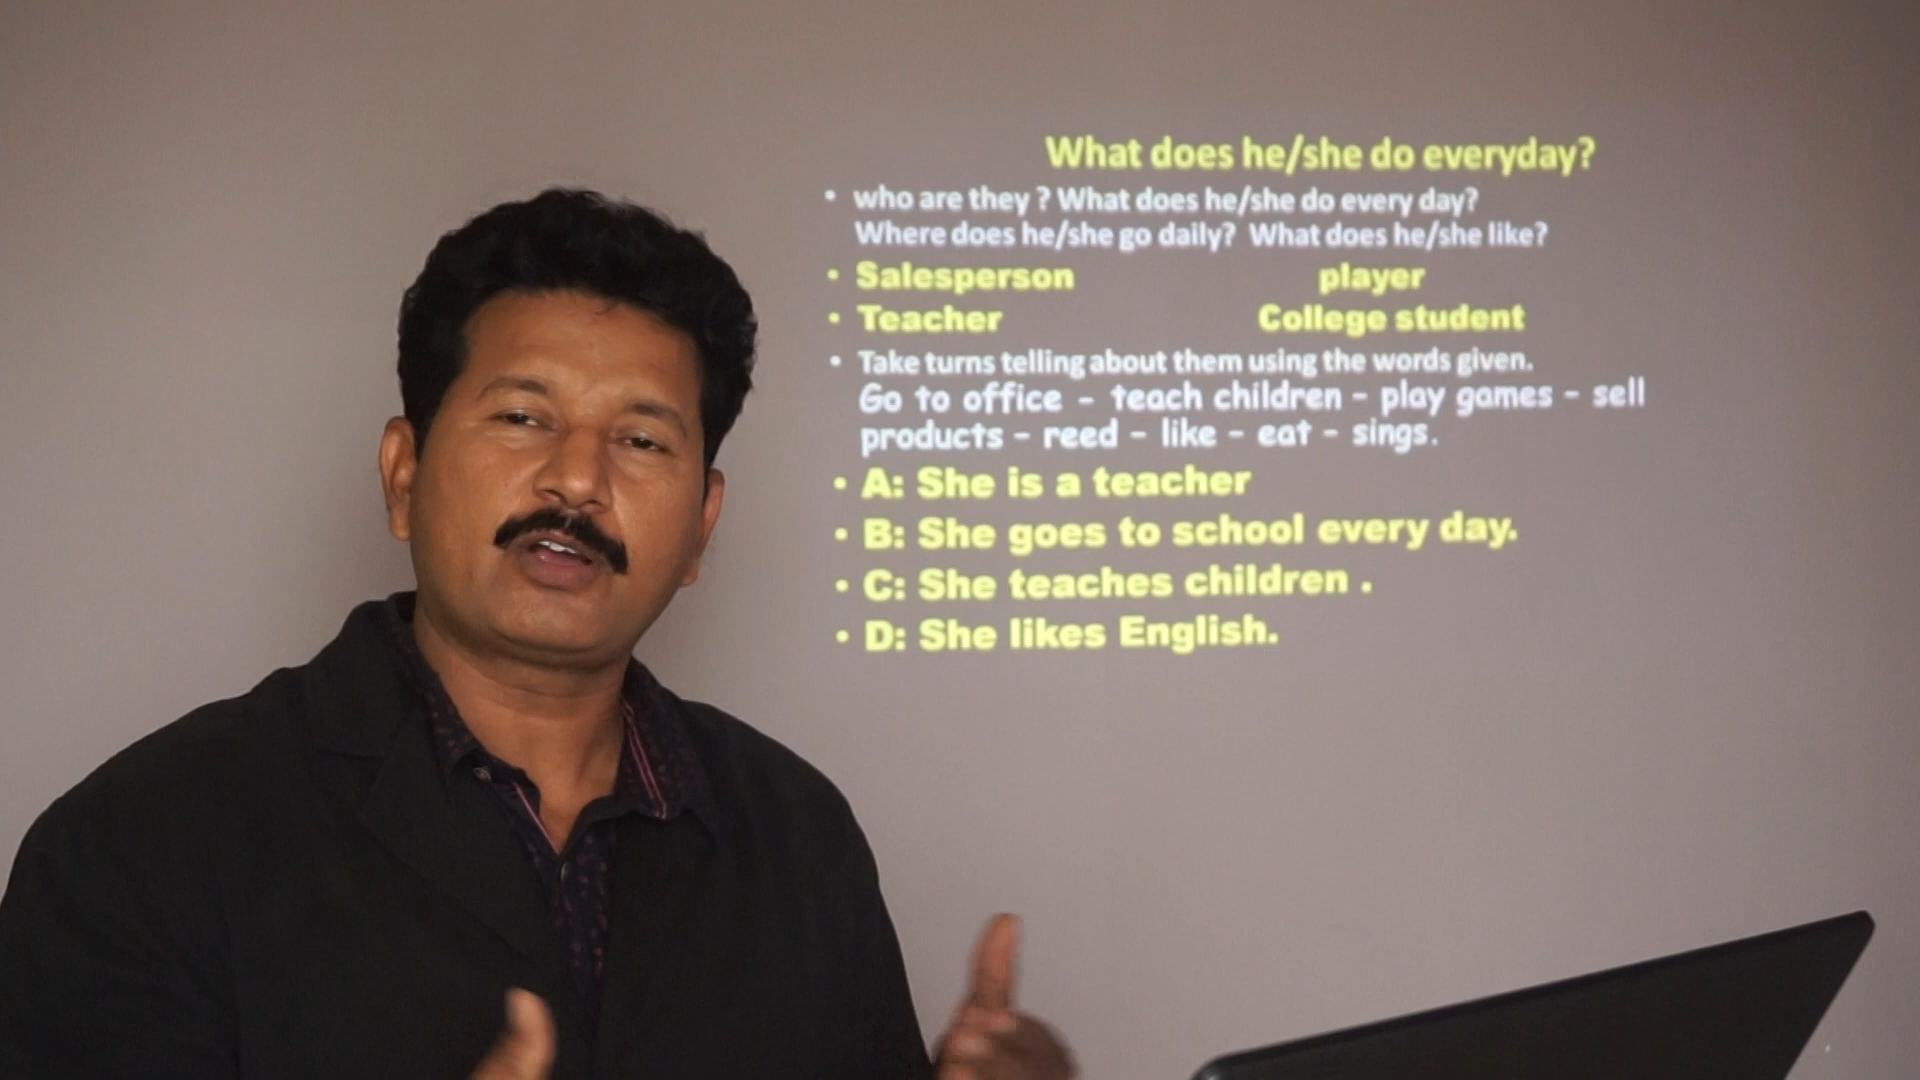 What does he/she do everyday?
• who are they ? What does he/she do every day?
Where does he/she go daily? What does he/she like?
• Salesperson player
• Teacher College student
• Take turns telling about them using the words given.
Go to office - teach children - play games - sell
products - reed - like - eat - sings.
• A: She is a teacher
• B: She goes to school every day.
• C: She teaches children .
• D: She likes English.